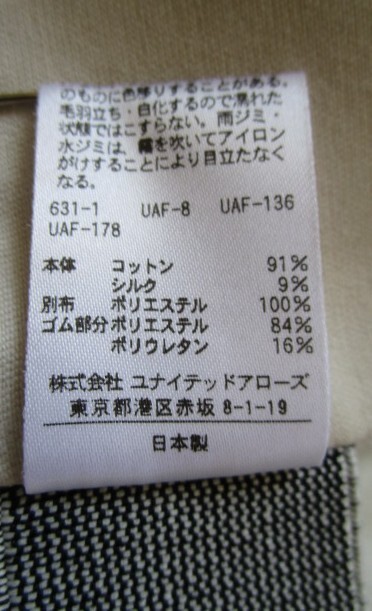 のものに色移りすることがある。
毛羽立ち・白化するので濡れた
状態ではこすらない。雨ジミ・
水ジミは、霧を吹いてアイロン
がけすることにより目立たなく
なる。
631-1 UAF-8 UAF-136
UAF-178
本体 コットン 91%
シルク 9%
別布 ポリエステル 100%
ゴム部分 ポリエステル 84%
ポリウレタン 16%
株式会社 ユナイテッドアローズ
東京都港区赤坂 8-1-19
日本製